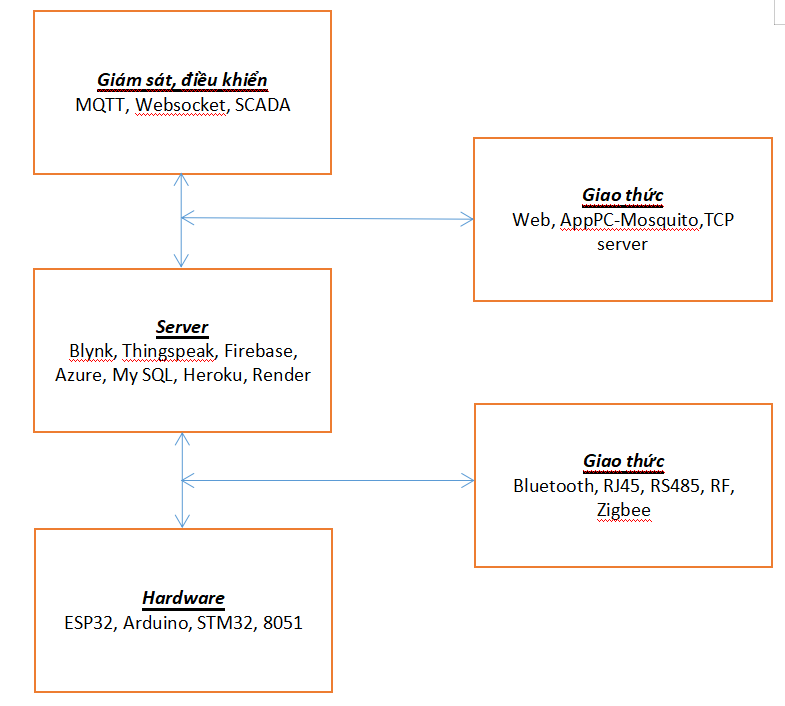 Giám sát, điều khiển
MQTT, Websocket, SCADA
Giao thức
Web, AppPC-Mosquito,TCP
server
Server
Blynk, Thingspeak, Firebase,
Azure, My SQL, Heroku, Render
Giao thức
Bluetooth, RJ45, RS485, RF,
Zigbee
Hardware
ESP32, Arduino, STM32, 8051